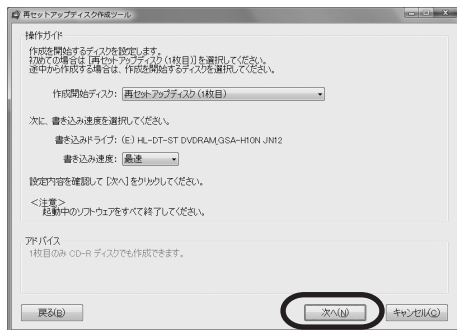 再セットアップディスク作成ツール
操作ガイド
作成を開始するディスクを設定します。
初めての場合は [再セットアップディスク(1枚目)]を選択してください。
途中から作成する場合は、作成を開始するディスクを選択してください。
作成開始ディスク: 再セットアップディスク(1枚目)
次に、書き込み速度を選択してください。
書き込みドライブ: (E:) HL-DT-ST DVDRAM_GSA-H10N JN12
書き込み速度: 最速
設定内容を確認して [次へ] をクリックしてください。
<注意>
起動中のソフトウェアをすべて終了してください。
アドバイス
1枚目のみ CD-R ディスクでも作成できます。
戻る(B) 次へ(N) キャンセル(C)